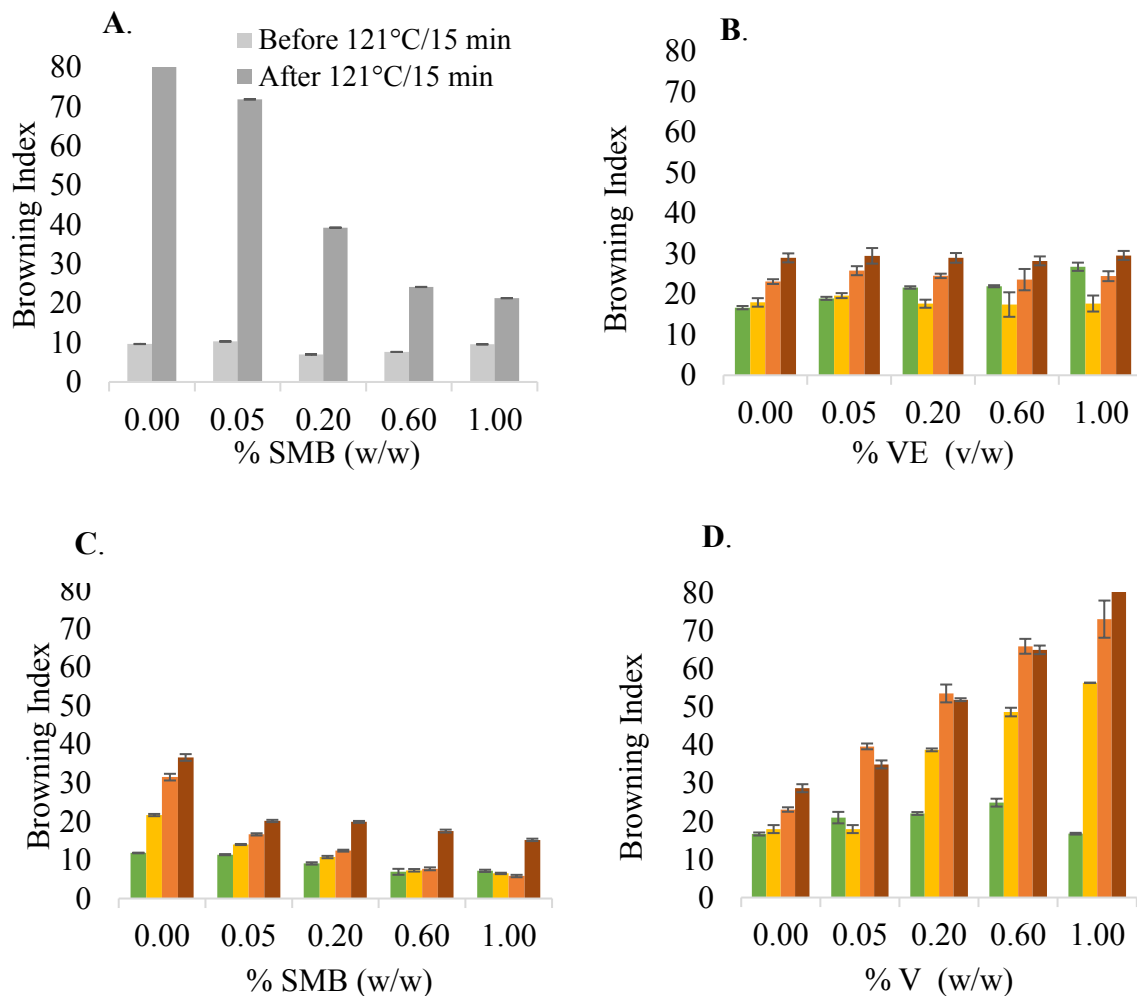 A.
Before 121°C/15 min
After 121°C/15 min
80
70
60
50
40
30
20
10
0
Browning Index
0.00 0.05 0.20 0.60 1.00
% SMB (w/w)
B.
80
70
60
50
40
30
20
10
0
Browning Index
0.00 0.05 0.20 0.60 1.00
% VE (v/w)
C.
80
70
60
50
40
30
20
10
0
Browning Index
0.00 0.05 0.20 0.60 1.00
% SMB (w/w)
D.
80
70
60
50
40
30
20
10
0
Browning Index
0.00 0.05 0.20 0.60 1.00
% V (w/w)